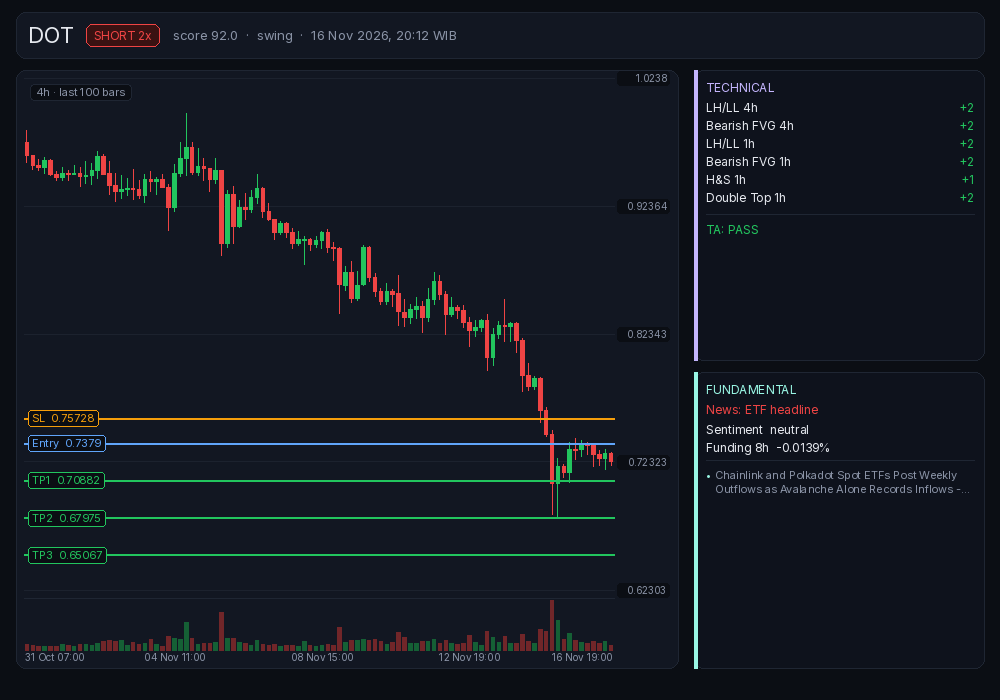 DOT SHORT 2x score 92.0 · swing · 16 Nov 2026, 20:12 WIB
4h · last 100 bars
1.0238
0.92364
0.82343
0.72323
0.62303
SL 0.75728
Entry 0.7379
TP1 0.70882
TP2 0.67975
TP3 0.65067
31 Oct 07:00 04 Nov 11:00 08 Nov 15:00 12 Nov 19:00 16 Nov 19:00
TECHNICAL
LH/LL 4h +2
Bearish FVG 4h +2
LH/LL 1h +2
Bearish FVG 1h +2
H&S 1h +1
Double Top 1h +2
TA: PASS
FUNDAMENTAL
News: ETF headline
Sentiment neutral
Funding 8h -0.0139%
• Chainlink and Polkadot Spot ETFs Post Weekly
Outflows as Avalanche Alone Records Inflows -...